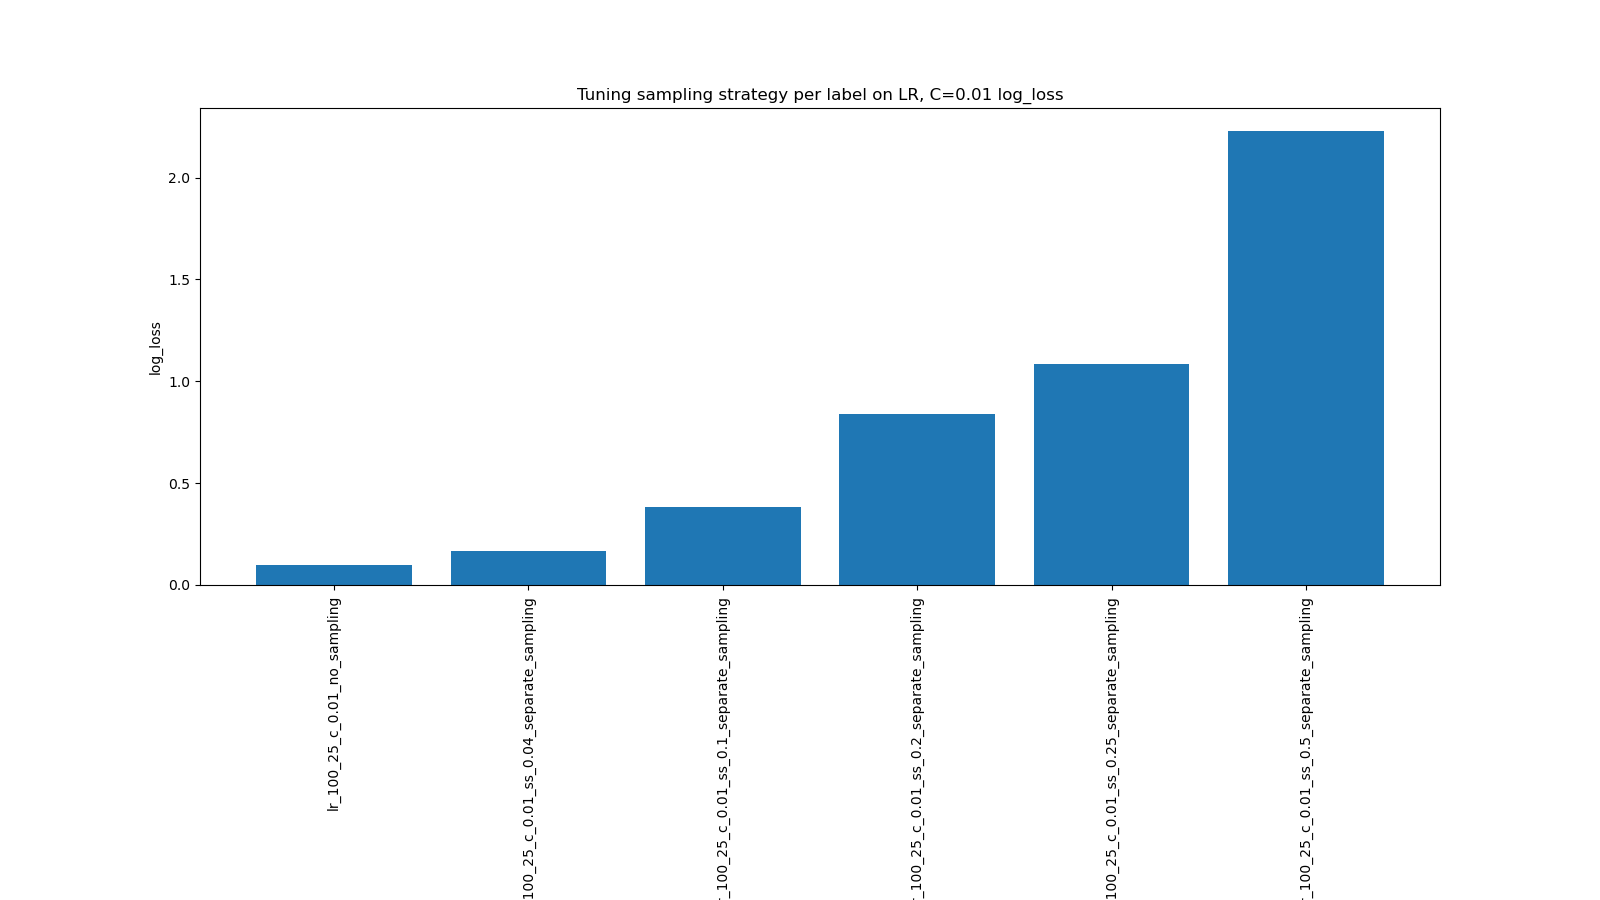 Tuning sampling strategy per label on LR, C=0.01 log_loss
log_loss
2.0
1.5
1.0
0.5
0.0
lr_100_25_c_0.01_no_sampling
100_25_c_0.01_ss_0.04_separate_sampling
_100_25_c_0.01_ss_0.1_separate_sampling
_100_25_c_0.01_ss_0.2_separate_sampling
100_25_c_0.01_ss_0.25_separate_sampling
_100_25_c_0.01_ss_0.5_separate_sampling